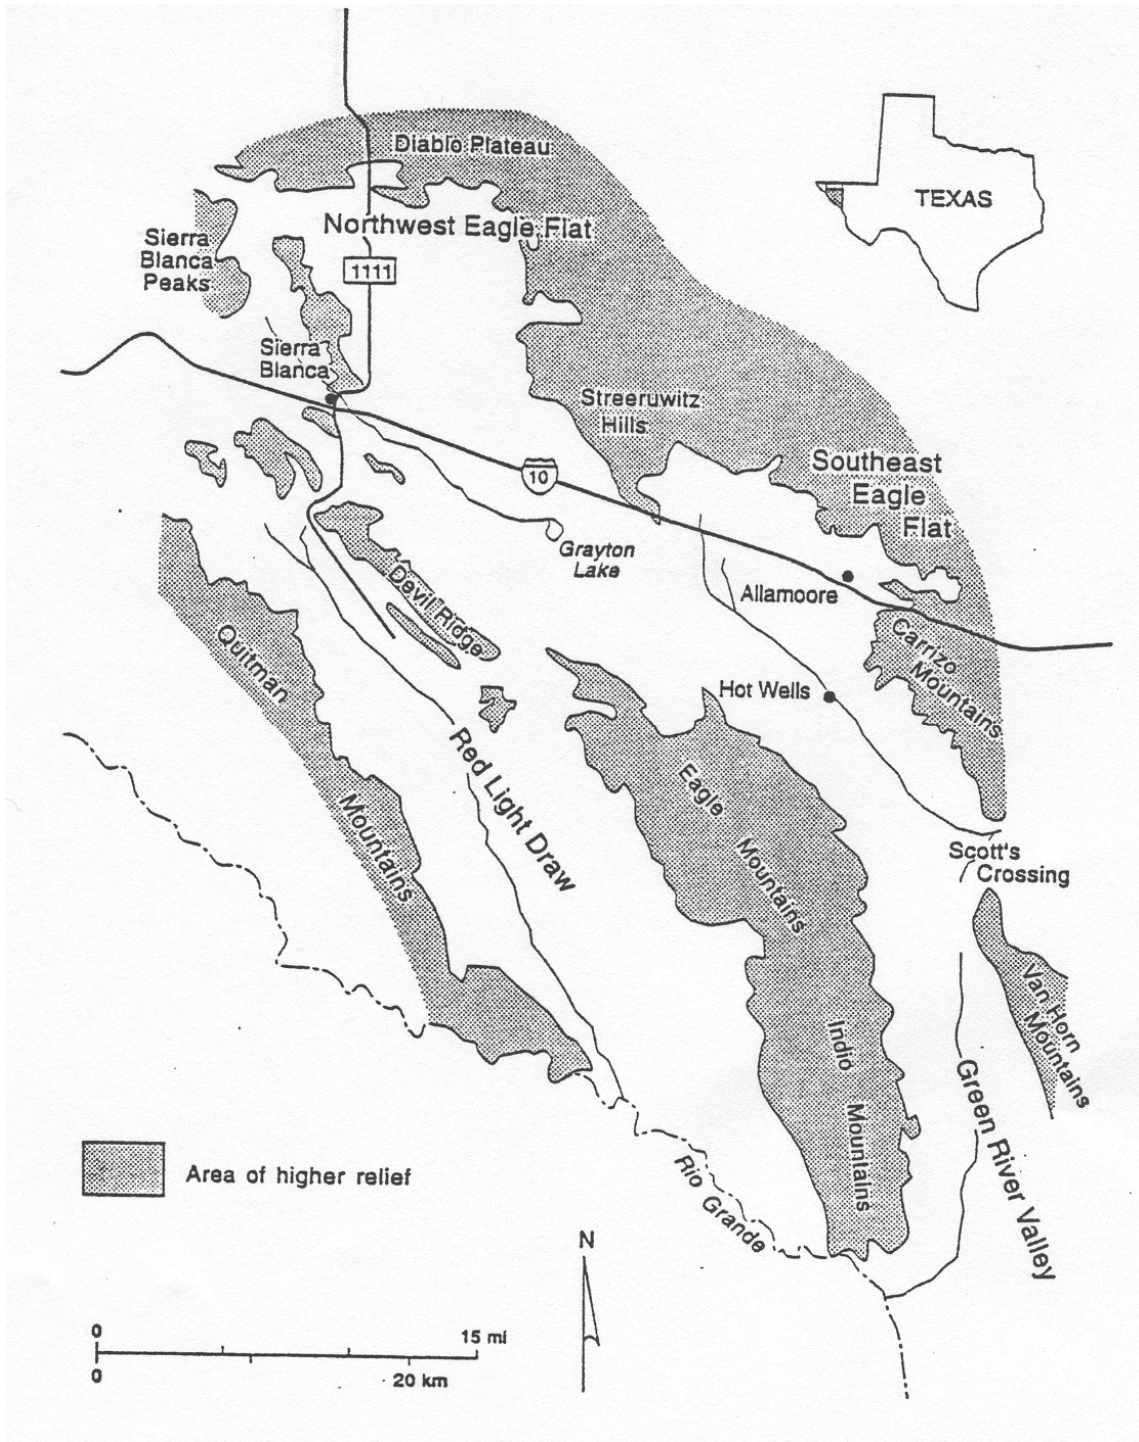 Diablo Plateau
TEXAS
Northwest Eagle Flat
Sierra
Blanca
Peaks
1111
Sierra
Blanca
Streeruwitz
Hills
10
Southeast
Eagle
Flat
Grayton
Lake
Allamoore
Devil Ridge
Quitman
Carrizo
Mountains
Hot Wells
Red Light Draw
Eagle
Mountains
Mountains
Scott's
Crossing
Van Horn
Mountains
Indio
Mountains
Green River Valley
Area of higher relief
Rio Grande
N
0
15 mi
0
20 km